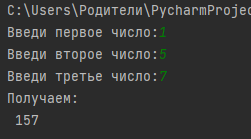 C:\Users\Родители\PycharmProjec
Введи первое число:1
Введи второе число:5
Введи третье число:7
Получаем:
157